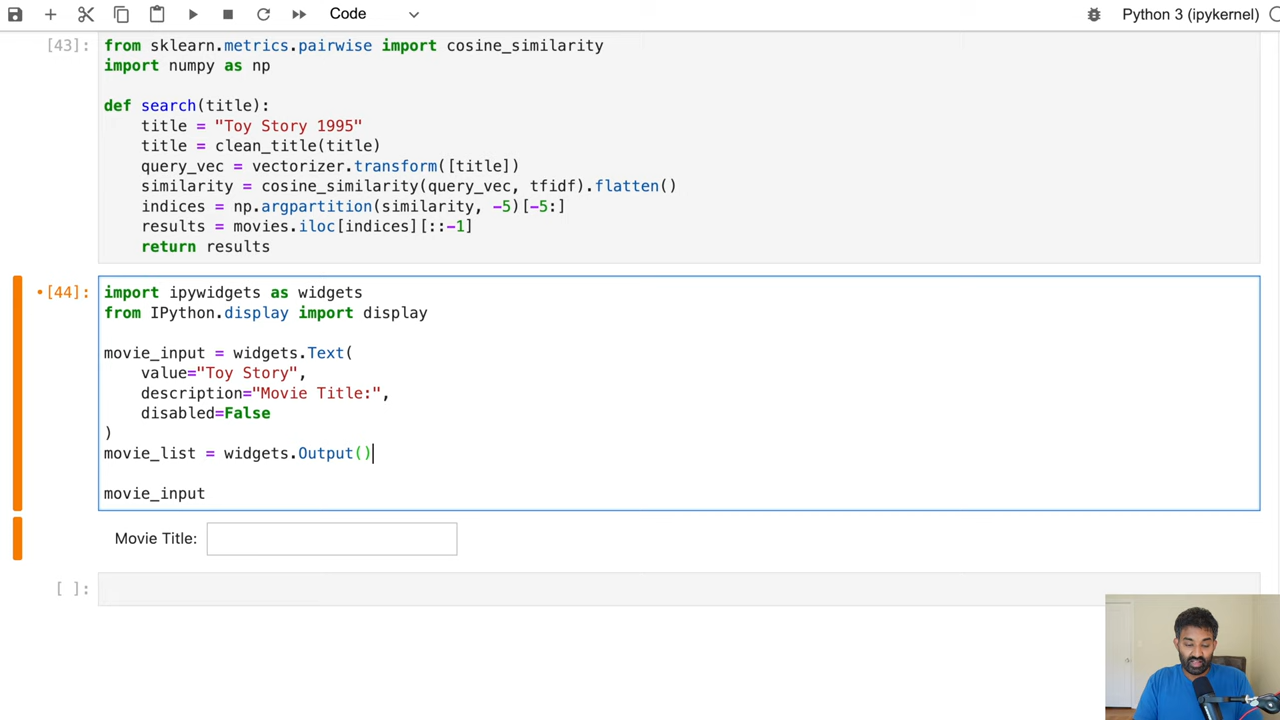 Code
Python 3 (ipykernel)
[43]:
from sklearn.metrics.pairwise import cosine_similarity
import numpy as np
def search(title):
    title = "Toy Story 1995"
    title = clean_title(title)
    query_vec = vectorizer.transform([title])
    similarity = cosine_similarity(query_vec, tfidf).flatten()
    indices = np.argpartition(similarity, -5)[-5:]
    results = movies.iloc[indices][::-1]
    return results
[44]:
import ipywidgets as widgets
from IPython.display import display
movie_input = widgets.Text(
    value="Toy Story",
    description="Movie Title:",
    disabled=False
)
movie_list = widgets.Output()
movie_input
Movie Title:
[ ]: